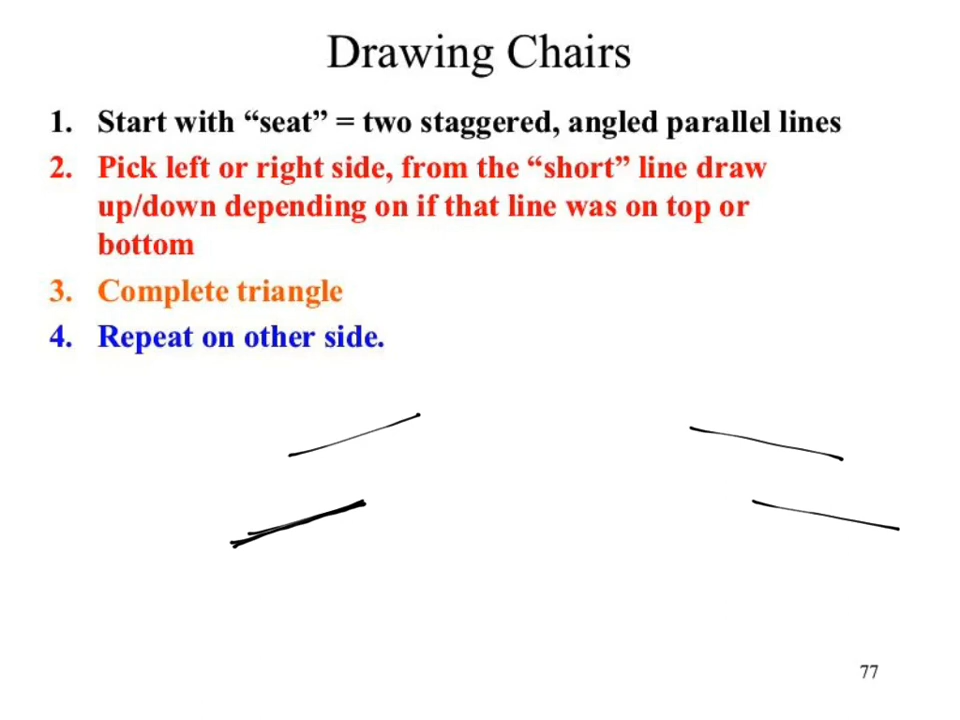 Drawing Chairs
1. Start with “seat” = two staggered, angled parallel lines
2. Pick left or right side, from the “short” line draw
up/down depending on if that line was on top or
bottom
3. Complete triangle
4. Repeat on other side.
77